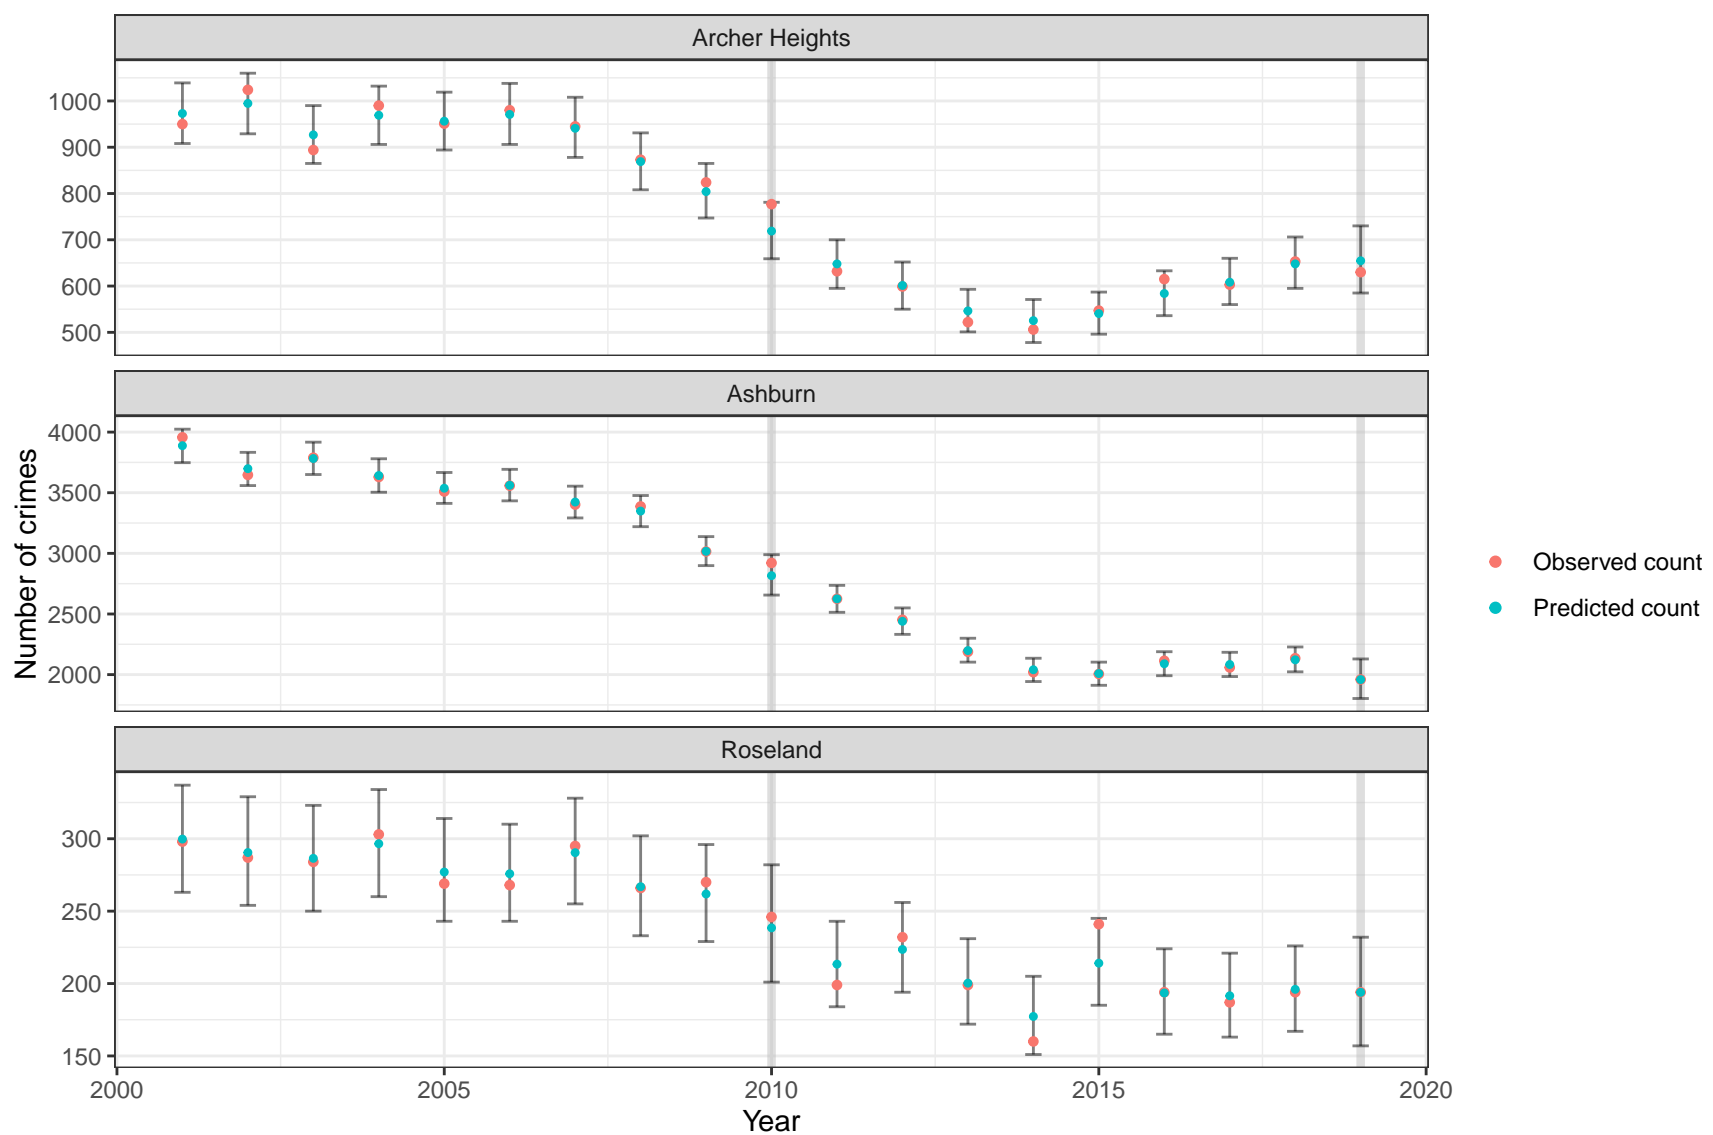 Archer Heights
1000
900
800
700
600
500
Ashburn
4000
3500
3000
2500
2000
Roseland
300
250
200
150
2000 2005 2010 2015 2020
Year
Number of crimes
Observed count
Predicted count